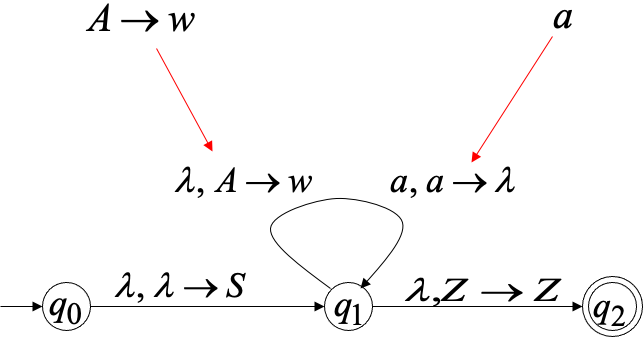 A → w a
λ, A → w a, a → λ
λ, λ → S λ,Z → Z
q0 q1 q2